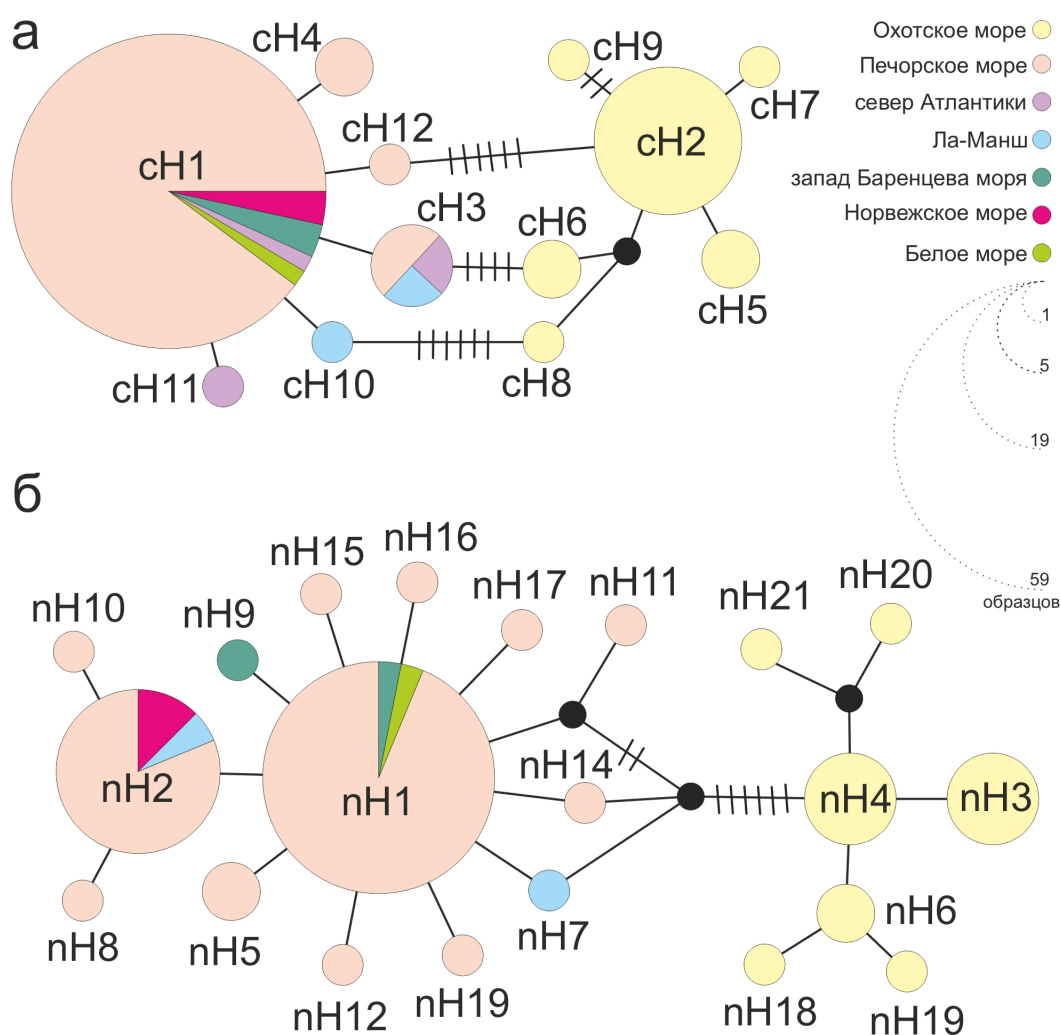 а
cH4
cH9
cH7
cH12
cH1
cH2
cH3
cH6
cH5
cH10
cH8
cH11
Охотское море
Печорское море
север Атлантики
Ла-Манш
запад Баренцева моря
Норвежское море
Белое море
1
5
19
59
образцов
б
nH15
nH16
nH17
nH11
nH20
nH21
nH10
nH9
nH14
nH2
nH1
nH4
nH3
nH6
nH8
nH5
nH7
nH12
nH19
nH18
nH19